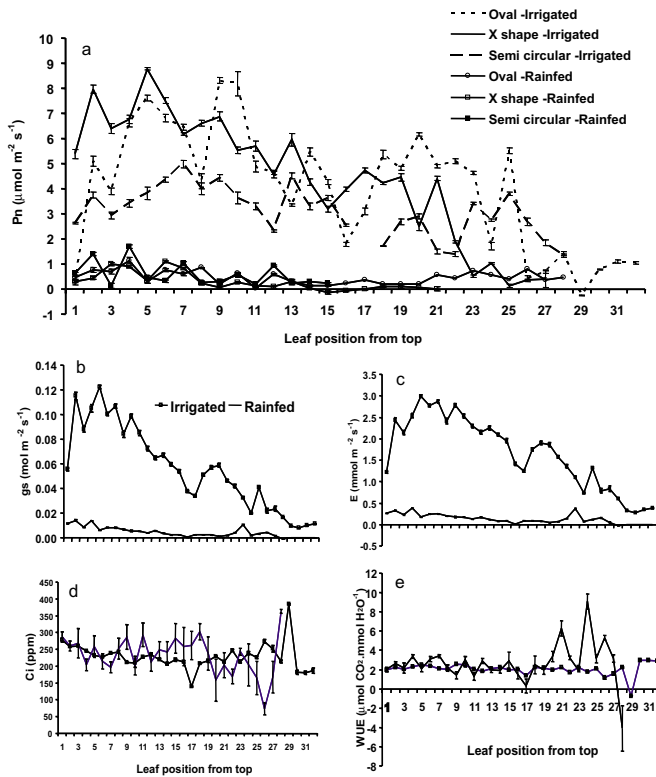 Oval -Irrigated
X shape -Irrigated
Semi circular -Irrigated
Oval -Rainfed
X shape -Rainfed
Semi circular -Rainfed
a
Pn (μmol m⁻² s⁻¹)
10
9
8
7
6
5
4
3
2
1
0
-1
1 3 5 7 9 11 13 15 17 19 21 23 25 27 29 31
Leaf position from top
b
Irrigated Rainfed
gs (mol m⁻² s⁻¹)
0.14
0.12
0.10
0.08
0.06
0.04
0.02
0.00
c
E (mmol m⁻² s⁻¹)
3.5
3.0
2.5
2.0
1.5
1.0
0.5
0.0
-0.5
d
Ci (ppm)
450
400
350
300
250
200
150
100
50
0
1 3 5 7 9 11 13 15 17 19 21 23 25 27 29 31
Leaf position from top
e
WUE (μmol CO₂.mmol H₂O⁻¹)
12
10
8
6
4
2
0
-2
-4
-6
-8
1 3 5 7 9 11 13 15 17 19 21 23 25 27 29 31
Leaf position from top